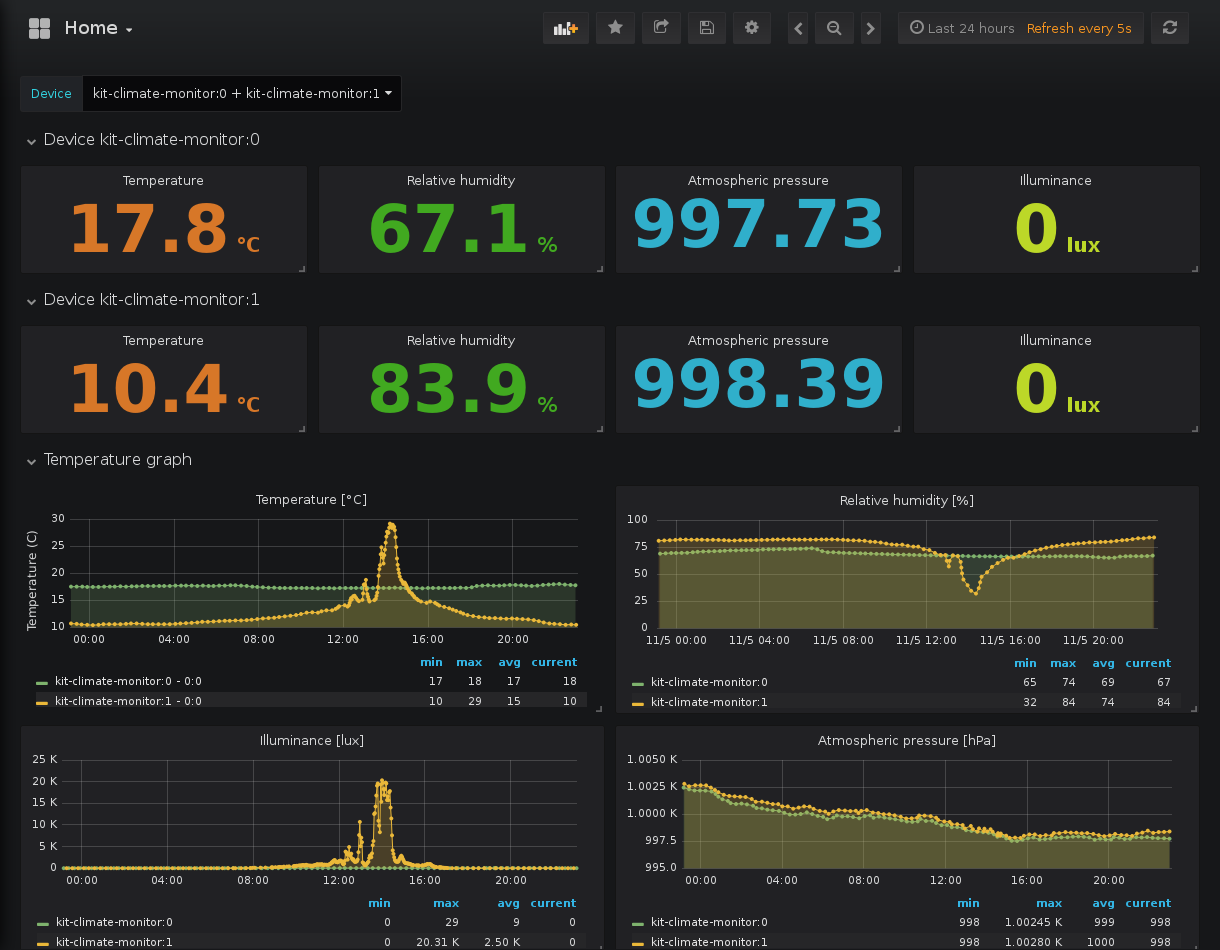 Home
Last 24 hours Refresh every 5s
Device kit-climate-monitor:0 + kit-climate-monitor:1
Device kit-climate-monitor:0
Temperature Relative humidity Atmospheric pressure Illuminance
17.8 °C 67.1 % 997.73 0 lux
Device kit-climate-monitor:1
Temperature Relative humidity Atmospheric pressure Illuminance
10.4 °C 83.9 % 998.39 0 lux
Temperature graph
Temperature [°C]
Temperature (C)
30
25
20
15
10
00:00 04:00 08:00 12:00 16:00 20:00
min max avg current
kit-climate-monitor:0 - 0:0 17 18 17 18
kit-climate-monitor:1 - 0:0 10 29 15 10
Relative humidity [%]
100
75
50
25
0
11/5 00:00 11/5 04:00 11/5 08:00 11/5 12:00 11/5 16:00 11/5 20:00
min max avg current
kit-climate-monitor:0 65 74 69 67
kit-climate-monitor:1 32 84 74 84
Illuminance [lux]
25 K
20 K
15 K
10 K
5 K
0
00:00 04:00 08:00 12:00 16:00 20:00
min max avg current
kit-climate-monitor:0 0 29 9 0
kit-climate-monitor:1 0 20.31 K 2.50 K 0
Atmospheric pressure [hPa]
1.0050 K
1.0025 K
1.0000 K
997.5
995.0
00:00 04:00 08:00 12:00 16:00 20:00
min max avg current
kit-climate-monitor:0 998 1.00245 K 999 998
kit-climate-monitor:1 998 1.00280 K 1000 998